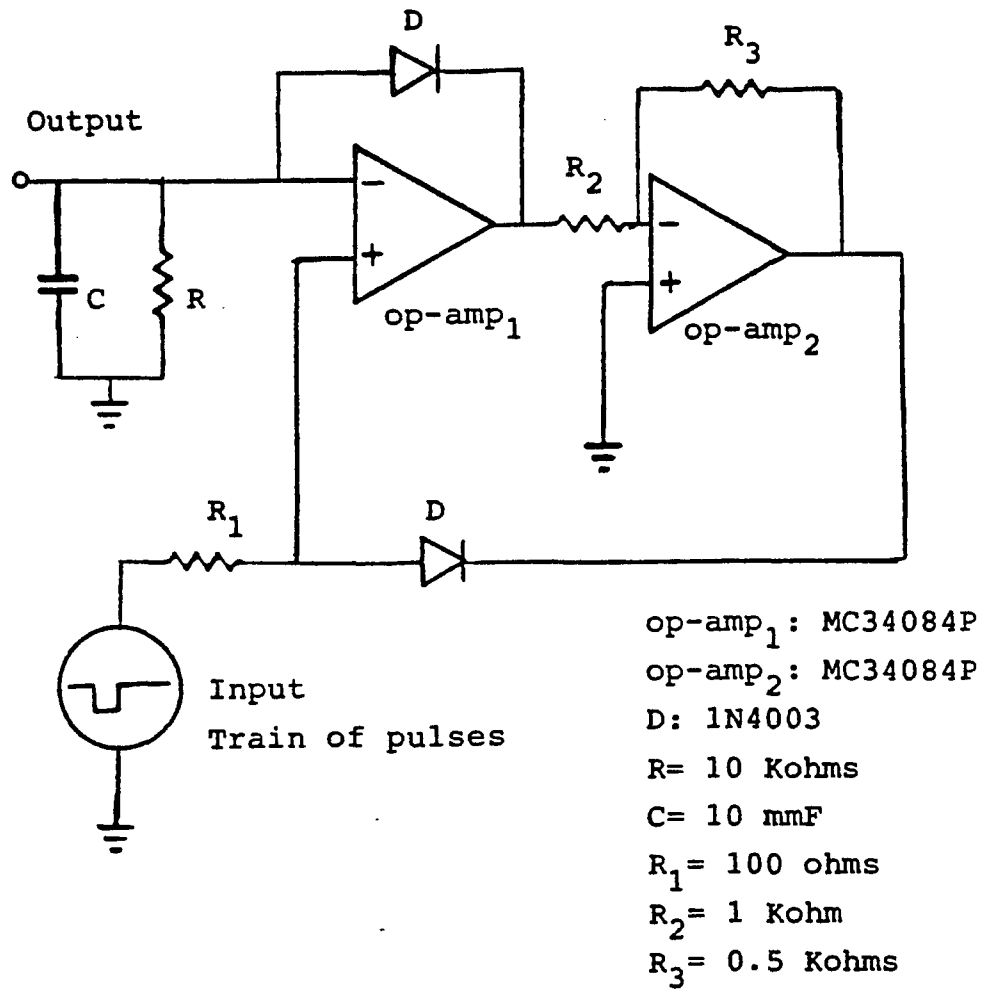 D
R3
Output
R2
−
+
−
+
C
R
op-amp1
op-amp2
R1
D
Input
Train of pulses
op-amp1: MC34084P
op-amp2: MC34084P
D: 1N4003
R= 10 Kohms
C= 10 mmF
R1= 100 ohms
R2= 1 Kohm
R3= 0.5 Kohms